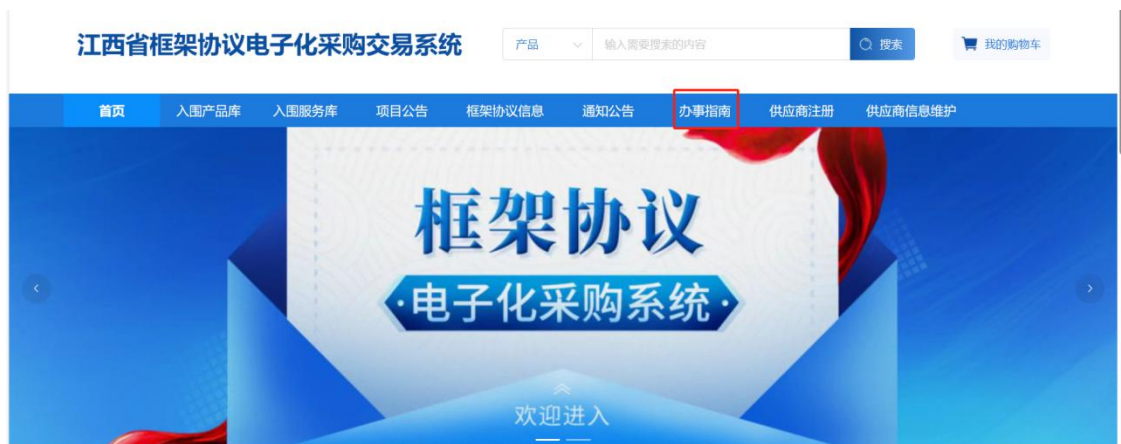 江西省框架协议电子化采购交易系统
产品 输入需要搜索的内容 搜索 我的购物车
首页 入围产品库 入围服务库 项目公告 框架协议信息 通知公告 办事指南 供应商注册 供应商信息维护
框架协议
·电子化采购系统·
欢迎进入